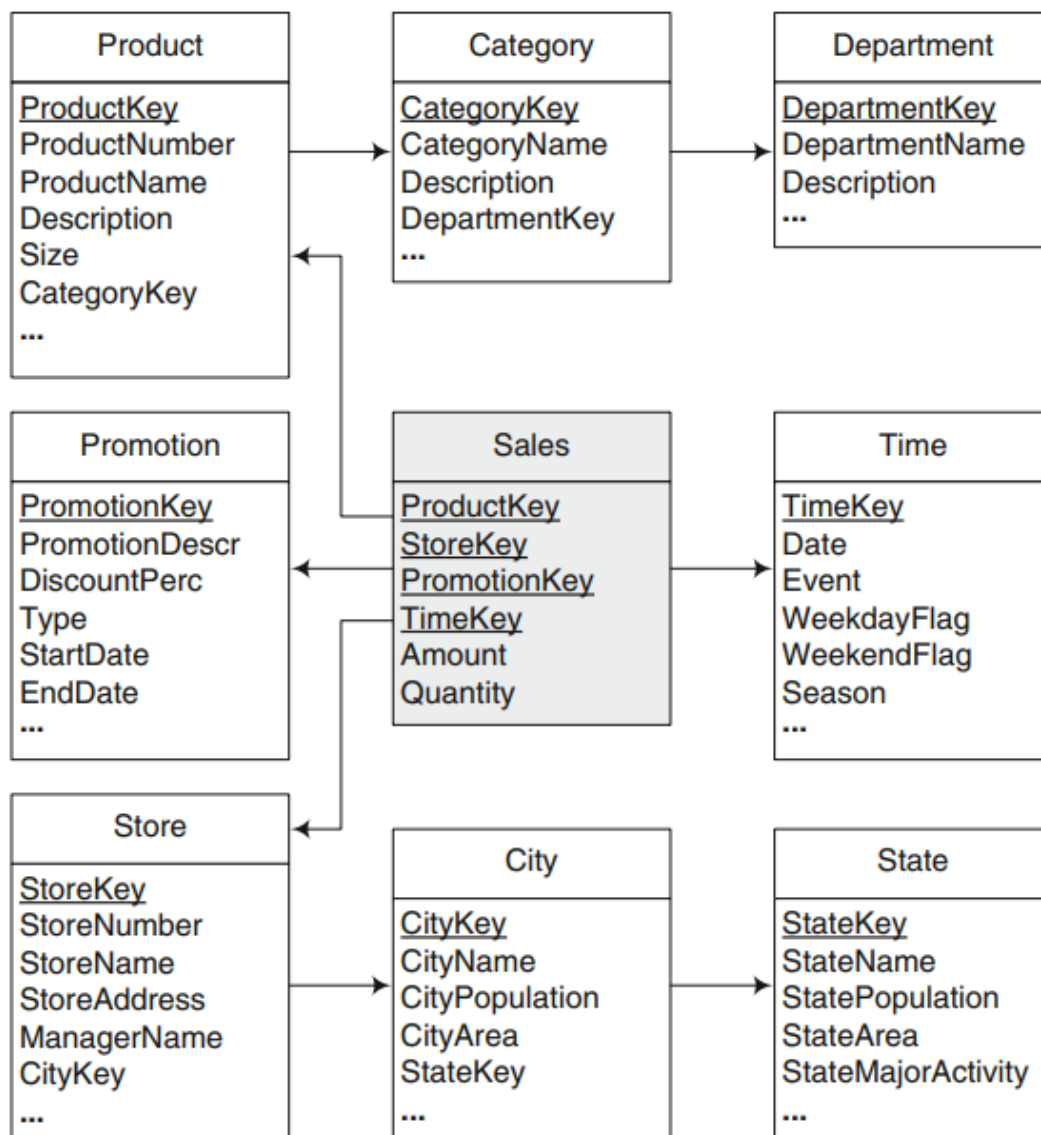 Product
ProductKey
ProductNumber
ProductName
Description
Size
CategoryKey
...
Category
CategoryKey
CategoryName
Description
DepartmentKey
...
Department
DepartmentKey
DepartmentName
Description
...
Promotion
PromotionKey
PromotionDescr
DiscountPerc
Type
StartDate
EndDate
...
Sales
ProductKey
StoreKey
PromotionKey
TimeKey
Amount
Quantity
Time
TimeKey
Date
Event
WeekdayFlag
WeekendFlag
Season
...
Store
StoreKey
StoreNumber
StoreName
StoreAddress
ManagerName
CityKey
...
City
CityKey
CityName
CityPopulation
CityArea
StateKey
...
State
StateKey
StateName
StatePopulation
StateArea
StateMajorActivity
...